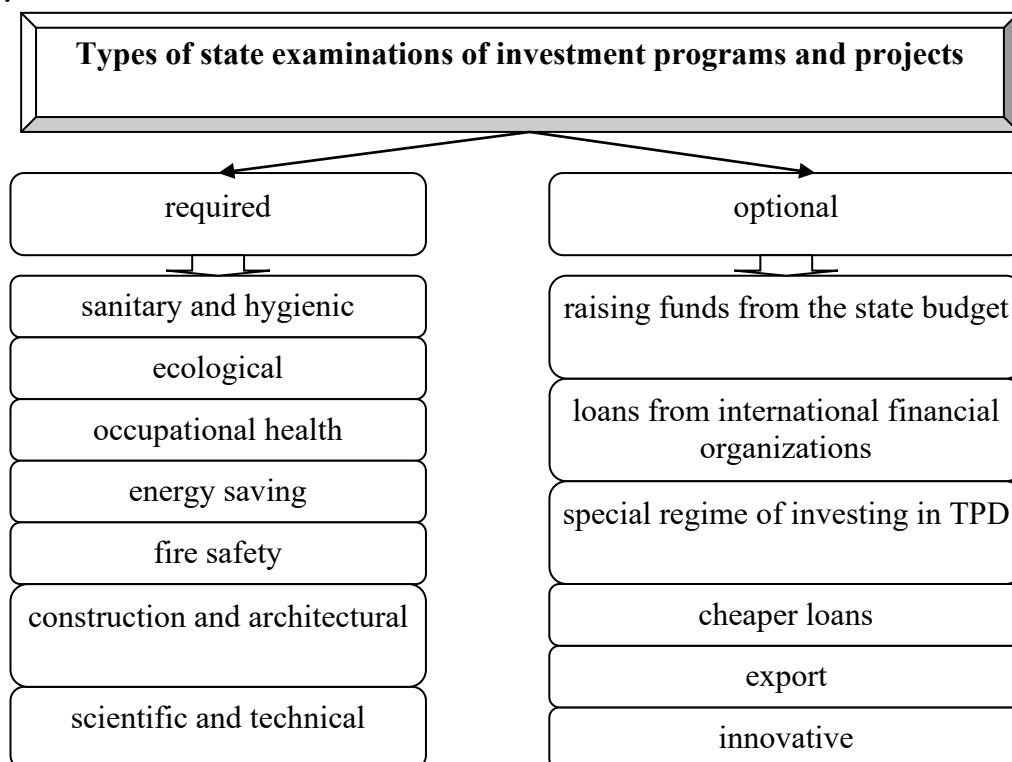 Types of state examinations of investment programs and projects
required
sanitary and hygienic
ecological
occupational health
energy saving
fire safety
construction and architectural
scientific and technical
optional
raising funds from the state budget
loans from international financial
organizations
special regime of investing in TPD
cheaper loans
export
innovative